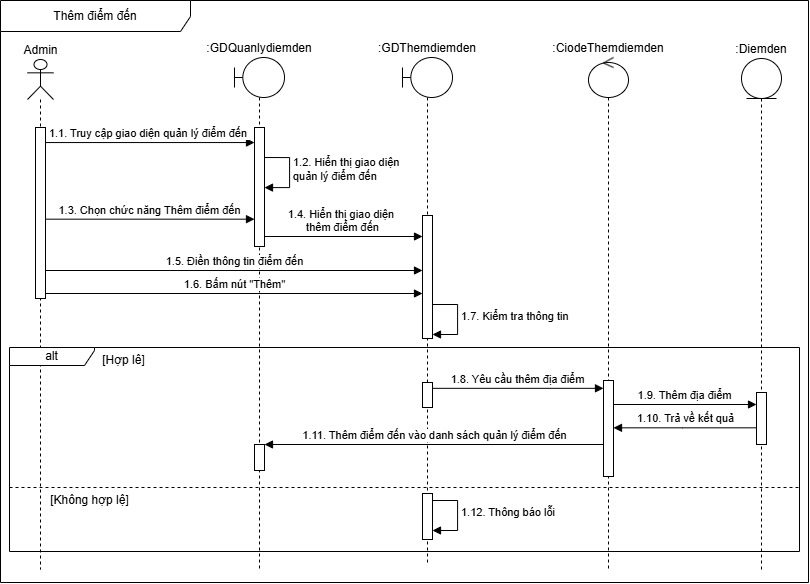 Thêm điểm đến
Admin
:GDQuanlydiemden
:GDThemdiemden
:CiodeThemdiemden
:Diemden
1.1. Truy cập giao diện quản lý điểm đến
1.2. Hiển thị giao diện
quản lý điểm đến
1.3. Chọn chức năng Thêm điểm đến
1.4. Hiển thị giao diện
thêm điểm đến
1.5. Điền thông tin điểm đến
1.6. Bấm nút "Thêm"
1.7. Kiểm tra thông tin
alt
[Hợp lê]
1.8. Yêu cầu thêm địa điểm
1.9. Thêm địa điểm
1.10. Trả về kết quả
1.11. Thêm điểm đến vào danh sách quản lý điểm đến
[Không hợp lệ]
1.12. Thông báo lỗi